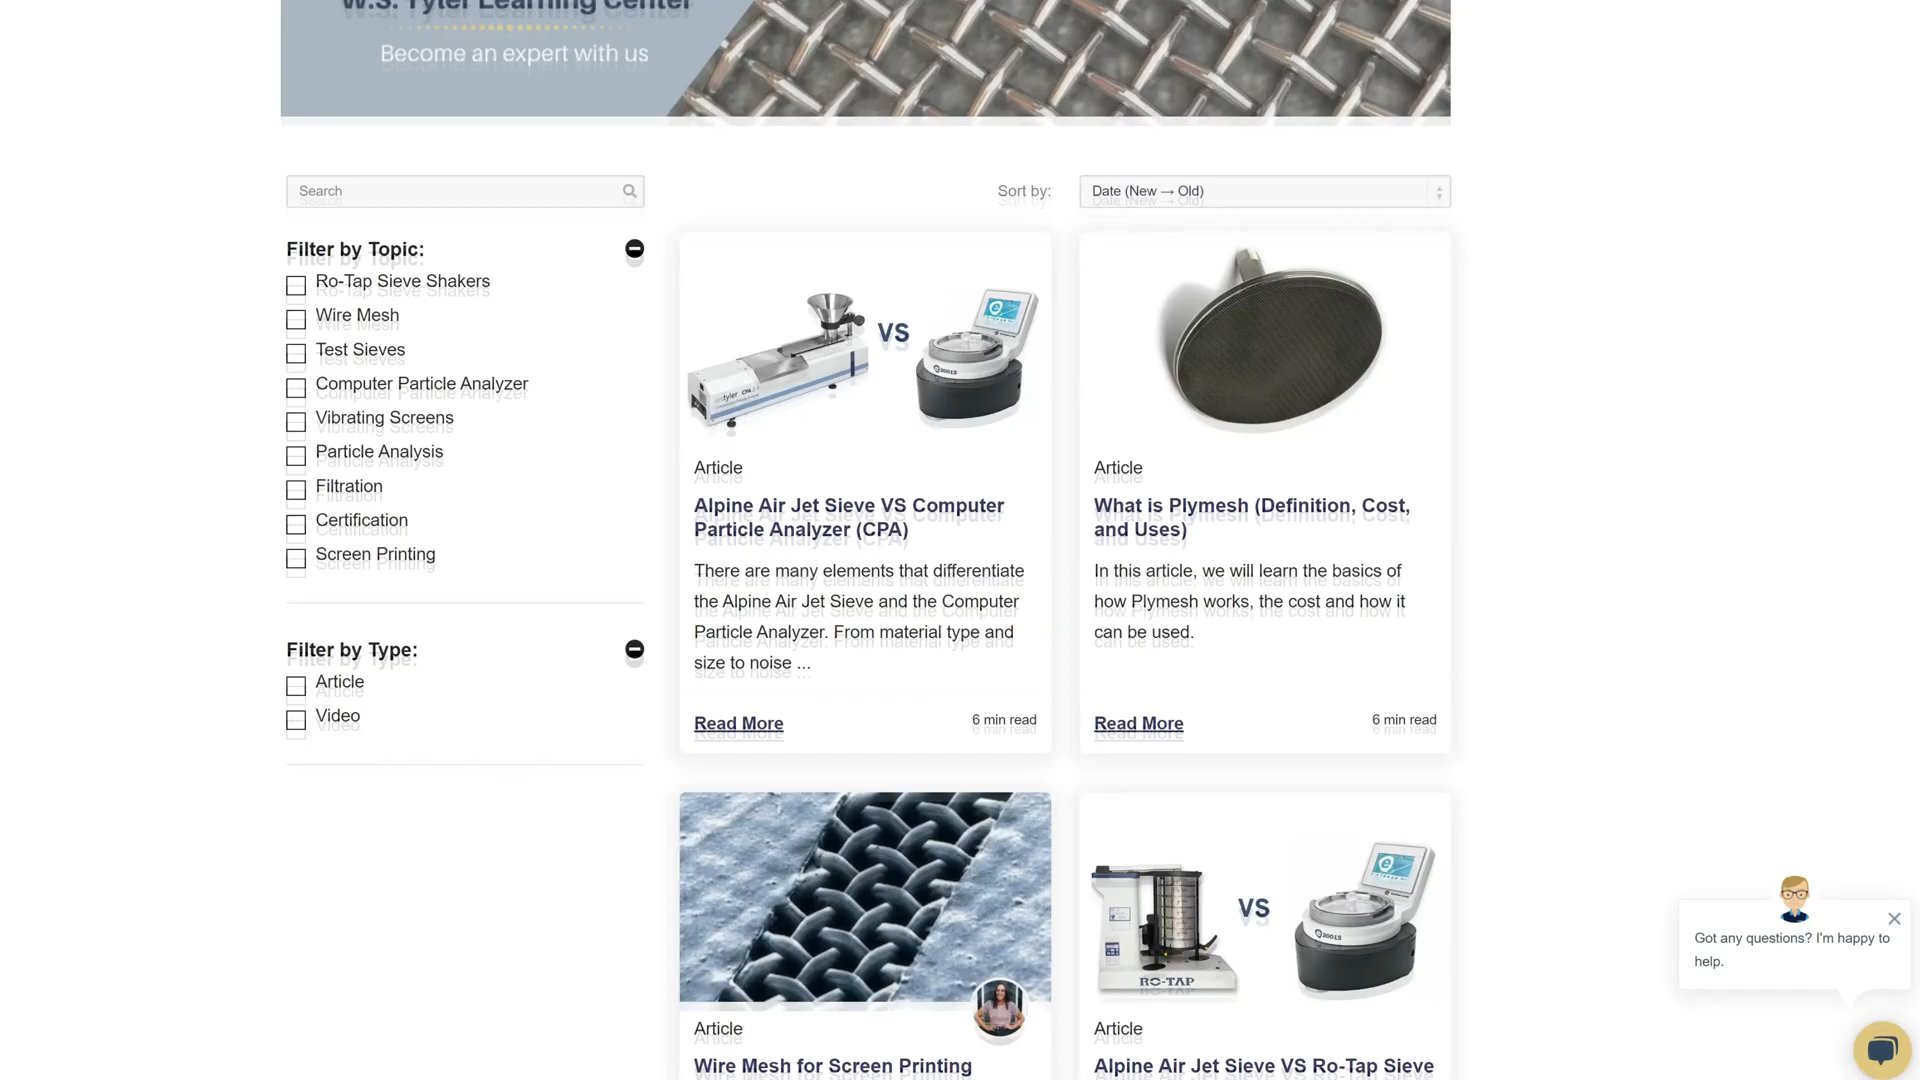 W.S. Tyler Learning Center
Become an expert with us
Search
Sort by:
Date (New → Old)
Filter by Topic:
Ro-Tap Sieve Shakers
Wire Mesh
Test Sieves
Computer Particle Analyzer
Vibrating Screens
Particle Analysis
Filtration
Certification
Screen Printing
Filter by Type:
Article
Video
VS
Article
Alpine Air Jet Sieve VS Computer
Particle Analyzer (CPA)
There are many elements that differentiate
the Alpine Air Jet Sieve and the Computer
Particle Analyzer. From material type and
size to noise ...
Read More
6 min read
Article
What is Plymesh (Definition, Cost,
and Uses)
In this article, we will learn the basics of
how Plymesh works, the cost and how it
can be used.
Read More
6 min read
Article
Wire Mesh for Screen Printing
VS
RO-TAP
Article
Alpine Air Jet Sieve VS Ro-Tap Sieve
Got any questions? I'm happy to
help.